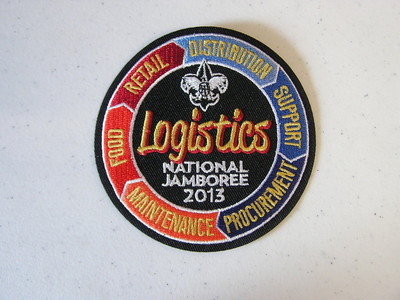 RETAIL
DISTRIBUTION
SUPPORT
PROCUREMENT
MAINTENANCE
FOOD
Logistics
NATIONAL
JAMBOREE
2013